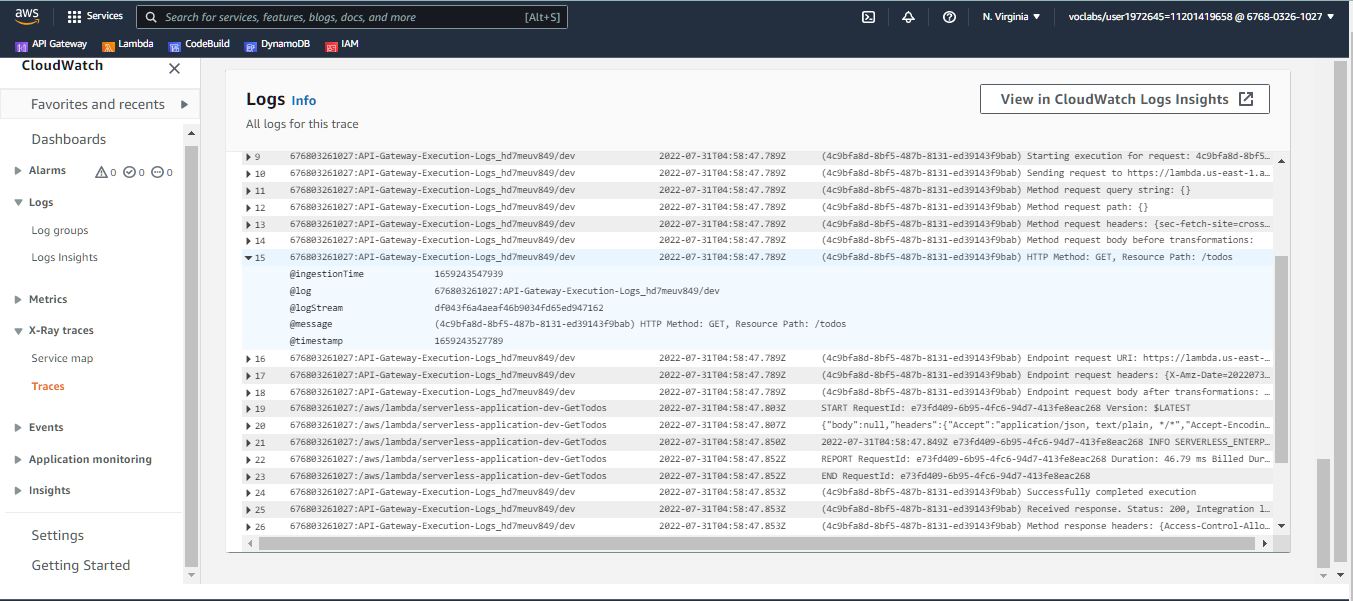 aws Services Search for services, features, blogs, docs, and more [Alt+S] N. Virginia voclabs/user1972645=11201419658 @ 6768-0326-1027
API Gateway Lambda CodeBuild DynamoDB IAM
CloudWatch
Favorites and recents
Dashboards
Alarms 0 0 0
Logs
Log groups
Logs Insights
Metrics
X-Ray traces
Service map
Traces
Events
Application monitoring
Insights
Settings
Getting Started
Logs Info
View in CloudWatch Logs Insights
All logs for this trace
9 676803261027:API-Gateway-Execution-Logs_hd7meuv849/dev 2022-07-31T04:58:47.789Z (4c9bfa8d-8bf5-487b-8131-ed39143f9bab) Starting execution for request: 4c9bfa8d-8bf5...
10 676803261027:API-Gateway-Execution-Logs_hd7meuv849/dev 2022-07-31T04:58:47.789Z (4c9bfa8d-8bf5-487b-8131-ed39143f9bab) Sending request to https://lambda.us-east-1.a...
11 676803261027:API-Gateway-Execution-Logs_hd7meuv849/dev 2022-07-31T04:58:47.789Z (4c9bfa8d-8bf5-487b-8131-ed39143f9bab) Method request query string: {}
12 676803261027:API-Gateway-Execution-Logs_hd7meuv849/dev 2022-07-31T04:58:47.789Z (4c9bfa8d-8bf5-487b-8131-ed39143f9bab) Method request path: {}
13 676803261027:API-Gateway-Execution-Logs_hd7meuv849/dev 2022-07-31T04:58:47.789Z (4c9bfa8d-8bf5-487b-8131-ed39143f9bab) Method request headers: {sec-fetch-site=cross...
14 676803261027:API-Gateway-Execution-Logs_hd7meuv849/dev 2022-07-31T04:58:47.789Z (4c9bfa8d-8bf5-487b-8131-ed39143f9bab) Method request body before transformations:
15 676803261027:API-Gateway-Execution-Logs_hd7meuv849/dev 2022-07-31T04:58:47.789Z (4c9bfa8d-8bf5-487b-8131-ed39143f9bab) HTTP Method: GET, Resource Path: /todos
@ingestionTime 1659243547939
@log 676803261027:API-Gateway-Execution-Logs_hd7meuv849/dev
@logStream df043f6a4aeaf46b9034fd65ed947162
@message (4c9bfa8d-8bf5-487b-8131-ed39143f9bab) HTTP Method: GET, Resource Path: /todos
@timestamp 1659243527789
16 676803261027:API-Gateway-Execution-Logs_hd7meuv849/dev 2022-07-31T04:58:47.789Z (4c9bfa8d-8bf5-487b-8131-ed39143f9bab) Endpoint request URI: https://lambda.us-east-...
17 676803261027:API-Gateway-Execution-Logs_hd7meuv849/dev 2022-07-31T04:58:47.789Z (4c9bfa8d-8bf5-487b-8131-ed39143f9bab) Endpoint request headers: {X-Amz-Date=2022073...
18 676803261027:API-Gateway-Execution-Logs_hd7meuv849/dev 2022-07-31T04:58:47.789Z (4c9bfa8d-8bf5-487b-8131-ed39143f9bab) Endpoint request body after transformations: ...
19 676803261027:/aws/lambda/serverless-application-dev-GetTodos 2022-07-31T04:58:47.803Z START RequestId: e73fd409-6b95-4fc6-94d7-413fe8eac268 Version: $LATEST
20 676803261027:/aws/lambda/serverless-application-dev-GetTodos 2022-07-31T04:58:47.807Z {"body":null,"headers":{"Accept":"application/json, text/plain, */*","Accept-Encodin...
21 676803261027:/aws/lambda/serverless-application-dev-GetTodos 2022-07-31T04:58:47.850Z 2022-07-31T04:58:47.849Z e73fd409-6b95-4fc6-94d7-413fe8eac268 INFO SERVERLESS_ENTERP...
22 676803261027:/aws/lambda/serverless-application-dev-GetTodos 2022-07-31T04:58:47.852Z REPORT RequestId: e73fd409-6b95-4fc6-94d7-413fe8eac268 Duration: 46.79 ms Billed Dur...
23 676803261027:/aws/lambda/serverless-application-dev-GetTodos 2022-07-31T04:58:47.852Z END RequestId: e73fd409-6b95-4fc6-94d7-413fe8eac268
24 676803261027:API-Gateway-Execution-Logs_hd7meuv849/dev 2022-07-31T04:58:47.853Z (4c9bfa8d-8bf5-487b-8131-ed39143f9bab) Successfully completed execution
25 676803261027:API-Gateway-Execution-Logs_hd7meuv849/dev 2022-07-31T04:58:47.853Z (4c9bfa8d-8bf5-487b-8131-ed39143f9bab) Received response. Status: 200, Integration l...
26 676803261027:API-Gateway-Execution-Logs_hd7meuv849/dev 2022-07-31T04:58:47.853Z (4c9bfa8d-8bf5-487b-8131-ed39143f9bab) Method response headers: {Access-Control-Allo...